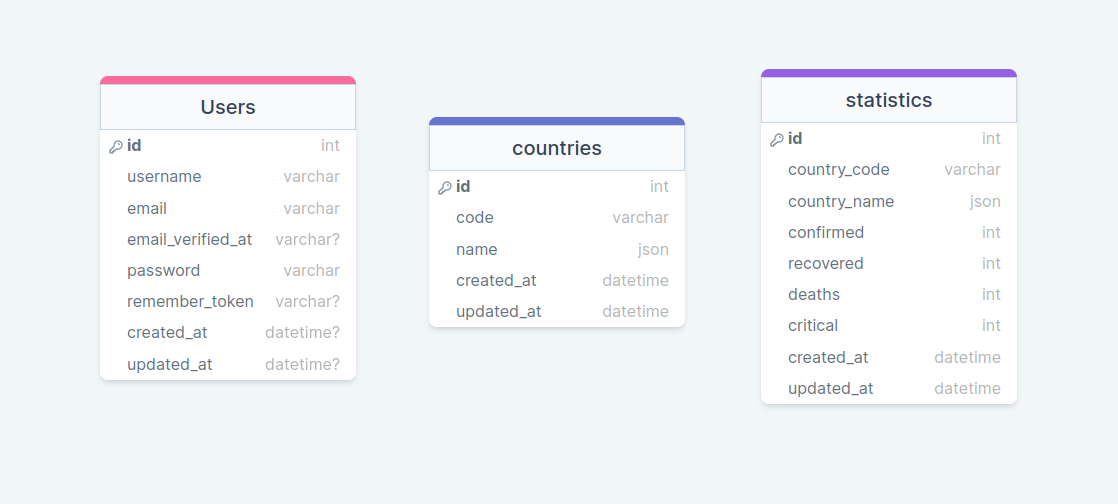 Users
id int
username varchar
email varchar
email_verified_at varchar?
password varchar
remember_token varchar?
created_at datetime?
updated_at datetime?
countries
id int
code varchar
name json
created_at datetime
updated_at datetime
statistics
id int
country_code varchar
country_name json
confirmed int
recovered int
deaths int
critical int
created_at datetime
updated_at datetime